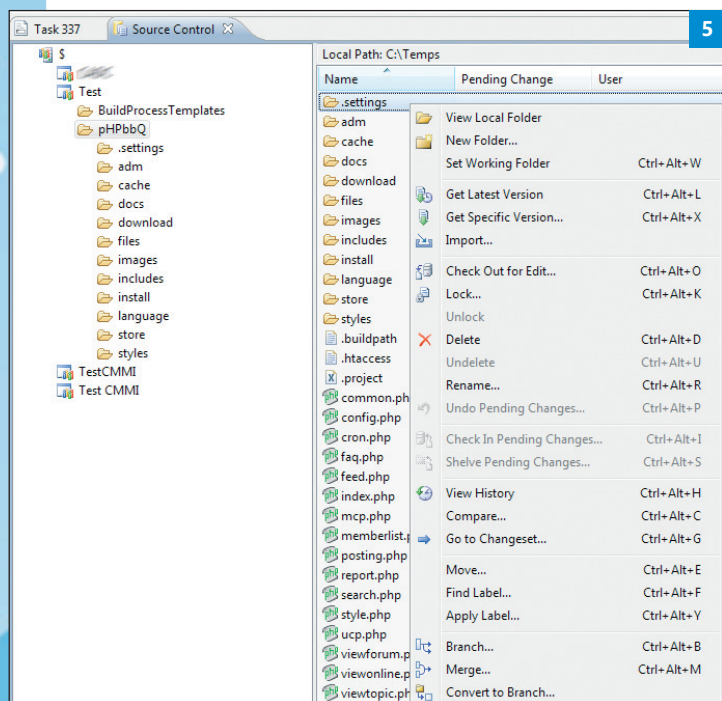 Task 337
Source Control
5
$
Test
BuildProcessTemplates
pHPbbQ
.settings
adm
cache
docs
download
files
images
includes
install
language
store
styles
TestCMMI
Test CMMI
Local Path: C:\Temps
Name Pending Change User
.settings
adm
cache
docs
download
files
images
includes
install
language
store
styles
.buildpath
.htaccess
.project
common.ph
config.php
cron.php
faq.php
feed.php
index.php
mcp.php
memberlist.p
posting.php
report.php
search.php
style.php
ucp.php
viewforum.p
viewonline.p
viewtopic.ph
View Local Folder
New Folder...
Set Working Folder Ctrl+Alt+W
Get Latest Version Ctrl+Alt+L
Get Specific Version... Ctrl+Alt+X
Import...
Check Out for Edit... Ctrl+Alt+O
Lock... Ctrl+Alt+K
Unlock
Delete Ctrl+Alt+D
Undelete Ctrl+Alt+U
Rename... Ctrl+Alt+R
Undo Pending Changes... Ctrl+Alt+P
Check In Pending Changes... Ctrl+Alt+I
Shelve Pending Changes... Ctrl+Alt+S
View History Ctrl+Alt+H
Compare... Ctrl+Alt+C
Go to Changeset... Ctrl+Alt+G
Move... Ctrl+Alt+E
Find Label... Ctrl+Alt+F
Apply Label... Ctrl+Alt+Y
Branch... Ctrl+Alt+B
Merge... Ctrl+Alt+M
Convert to Branch...